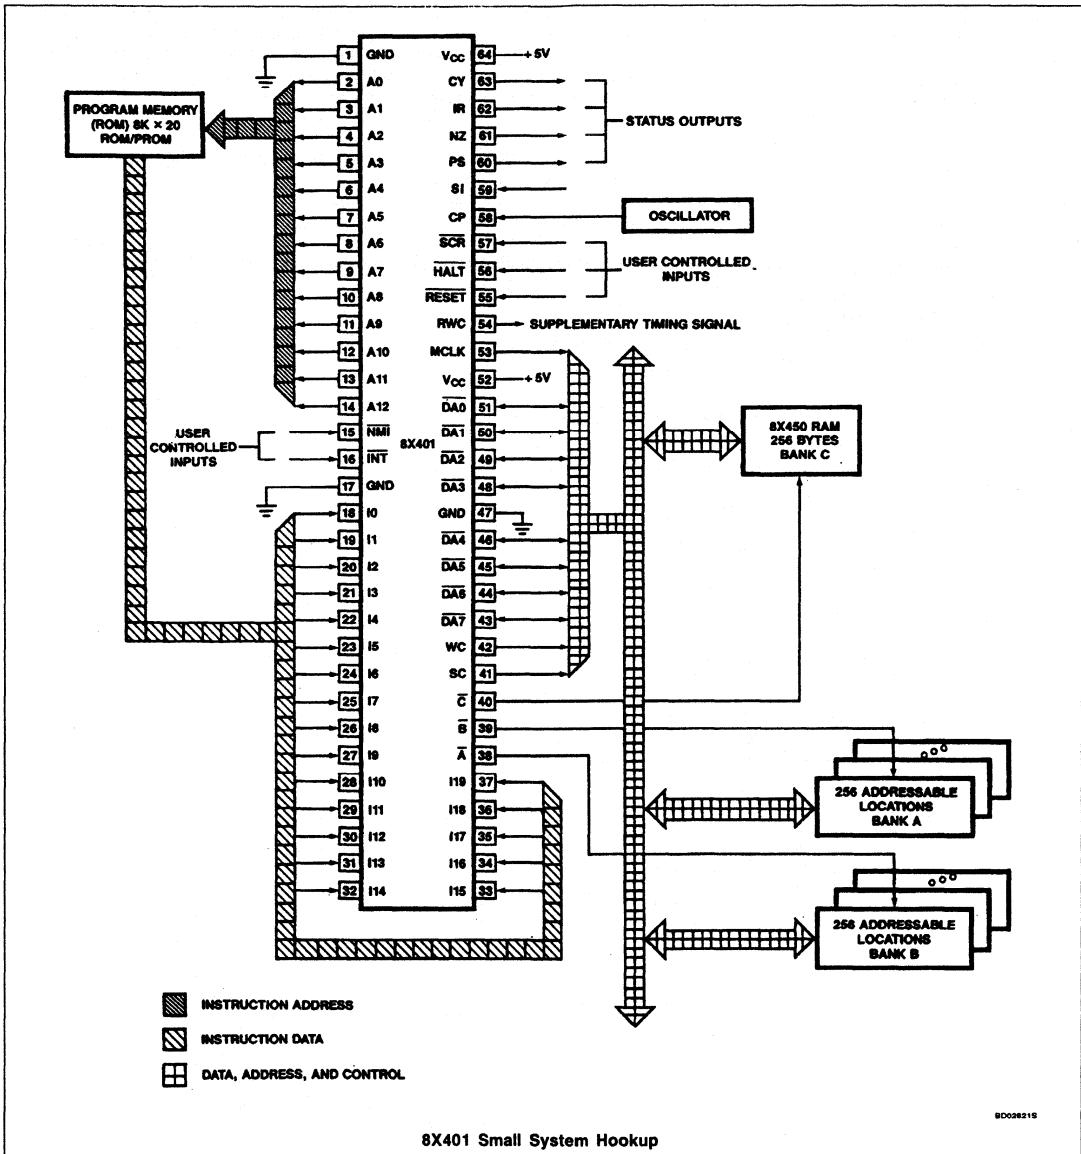 1 GND VCC 64 +5V
2 A0 CY 63
3 A1 IR 62
4 A2 NZ 61
5 A3 PS 60
6 A4 SI 59
7 A5 CP 58
8 A6 SCR 57
9 A7 HALT 56
10 A8 RESET 55
11 A9 RWC 54
12 A10 MCLK 53
13 A11 VCC 52 +5V
14 A12 DA0 51
15 NMI DA1 50
16 INT DA2 49
17 GND DA3 48
18 I0 GND 47
19 I1 DA4 46
20 I2 DA5 45
21 I3 DA6 44
22 I4 DA7 43
23 I5 WC 42
24 I6 SC 41
25 I7 C 40
26 I8 B 39
27 I9 A 38
28 I10 I19 37
29 I11 I18 36
30 I12 I17 35
31 I13 I16 34
32 I14 I15 33
8X401
PROGRAM MEMORY
(ROM) 8K × 20
ROM/PROM
STATUS OUTPUTS
OSCILLATOR
USER CONTROLLED
INPUTS
SUPPLEMENTARY TIMING SIGNAL
USER
CONTROLLED
INPUTS
8X450 RAM
256 BYTES
BANK C
256 ADDRESSABLE
LOCATIONS
BANK A
256 ADDRESSABLE
LOCATIONS
BANK B
INSTRUCTION ADDRESS
INSTRUCTION DATA
DATA, ADDRESS, AND CONTROL
BD02821S
8X401 Small System Hookup